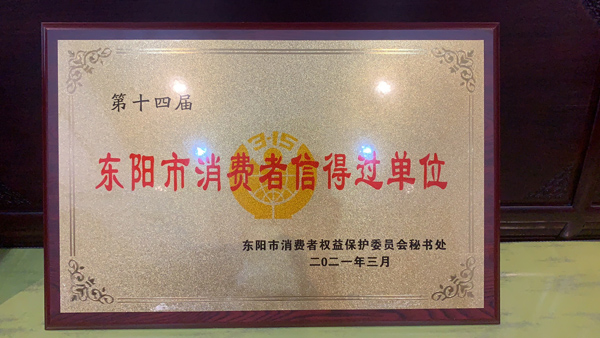 第十四届
3·15
东阳市消费者信得过单位
东阳市消费者权益保护委员会秘书处
二〇二一年三月